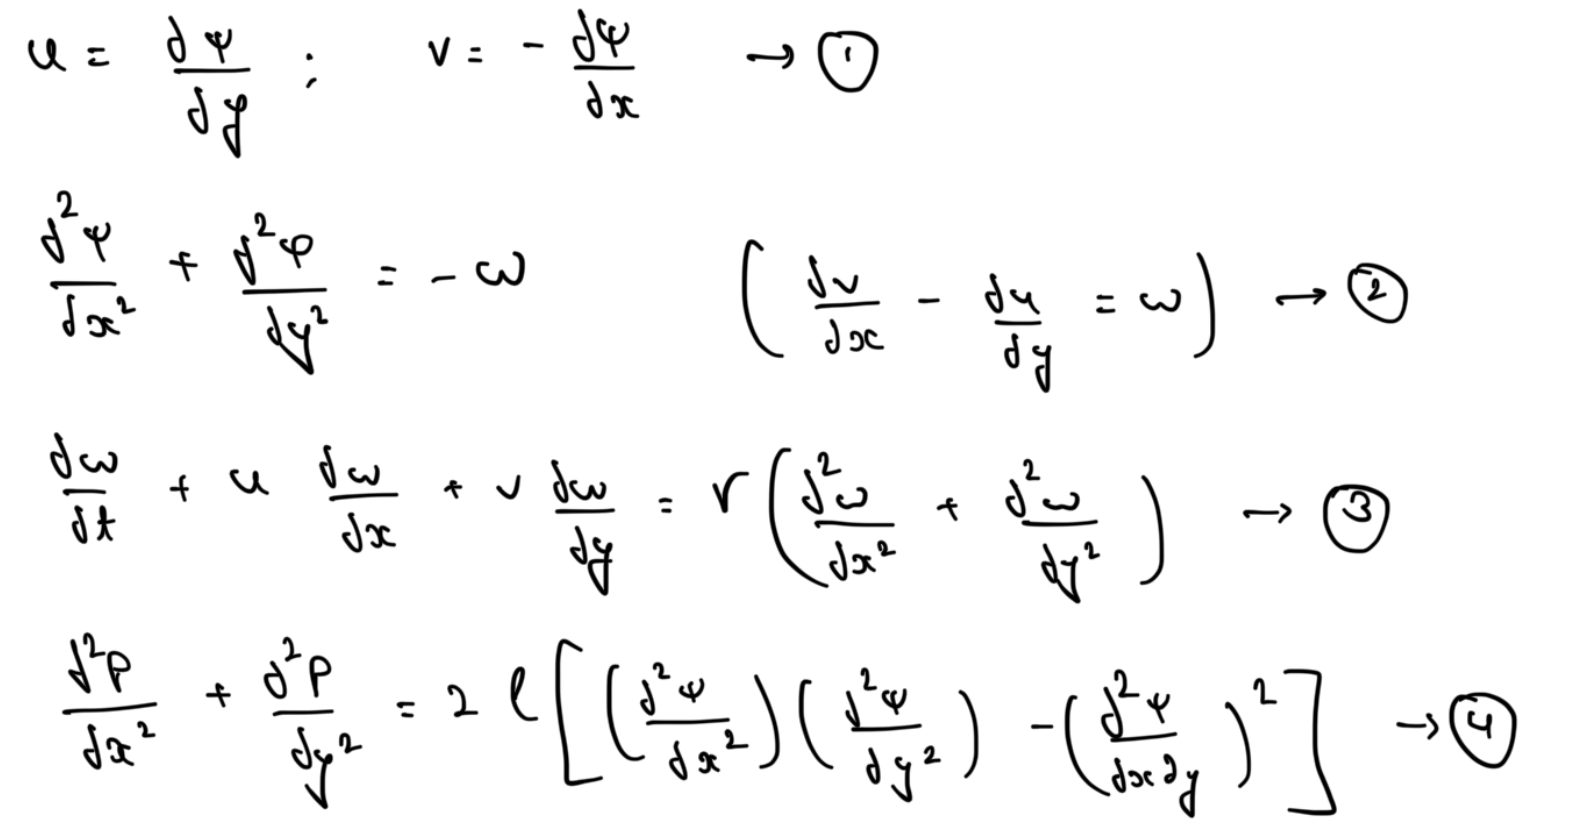 u = ∂ψ/∂y ; v = - ∂ψ/∂x → ①
∂²ψ/∂x² + ∂²φ/∂y² = - ω (∂v/∂x - ∂u/∂y = ω) → ②
∂ω/∂t + u ∂ω/∂x + v ∂ω/∂y = r(∂²ω/∂x² + ∂²ω/∂y²) → ③
∂²P/∂x² + ∂²P/∂y² = 2 ℓ[(∂²ψ/∂x²)(∂²ψ/∂y²) - (∂²ψ/∂x∂y)²] → ④